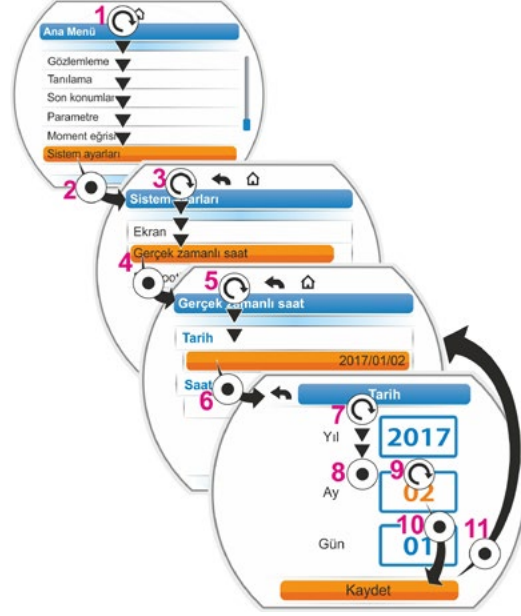 1
Ana Menü
Gözlemleme
Tanılama
Son konumlar
Parametre
Moment eğrisi
Sistem ayarları
2
3
Sistem ayarları
Ekran
Gerçek zamanlı saat
4
5
Gerçek zamanlı saat
Tarih
2017/01/02
Saat
6
Tarih
7
Yıl
2017
8
9
Ay
02
10
11
Gün
01
Kaydet